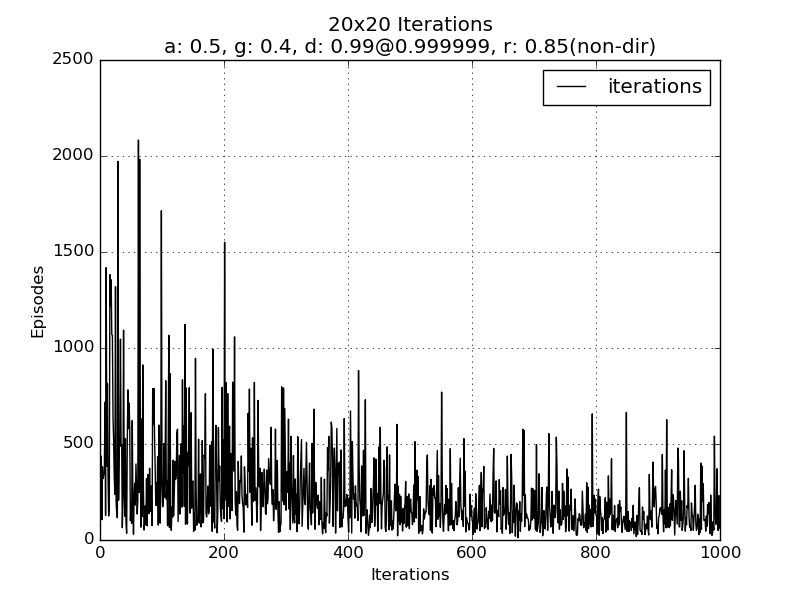 20x20 Iterations
a: 0.5, g: 0.4, d: 0.99@0.999999, r: 0.85(non-dir)
2500
iterations
2000
1500
Episodes
1000
500
0
0 200 400 600 800 1000
Iterations